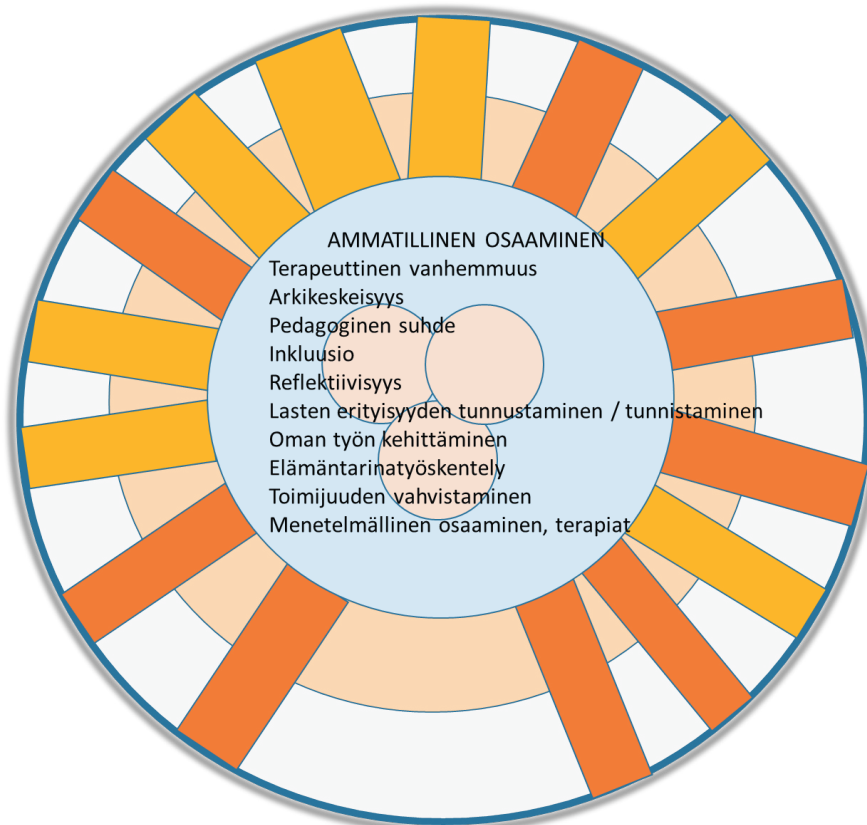 AMMATILLINEN OSAAMINEN
Terapeuttinen vanhemmuus
Arkikeskeisyys
Pedagoginen suhde
Inkluusio
Reflektiivisyys
Lasten erityisyyden tunnustaminen / tunnistaminen
Oman työn kehittäminen
Elämäntarinatyöskentely
Toimijuuden vahvistaminen
Menetelmällinen osaaminen, terapiat